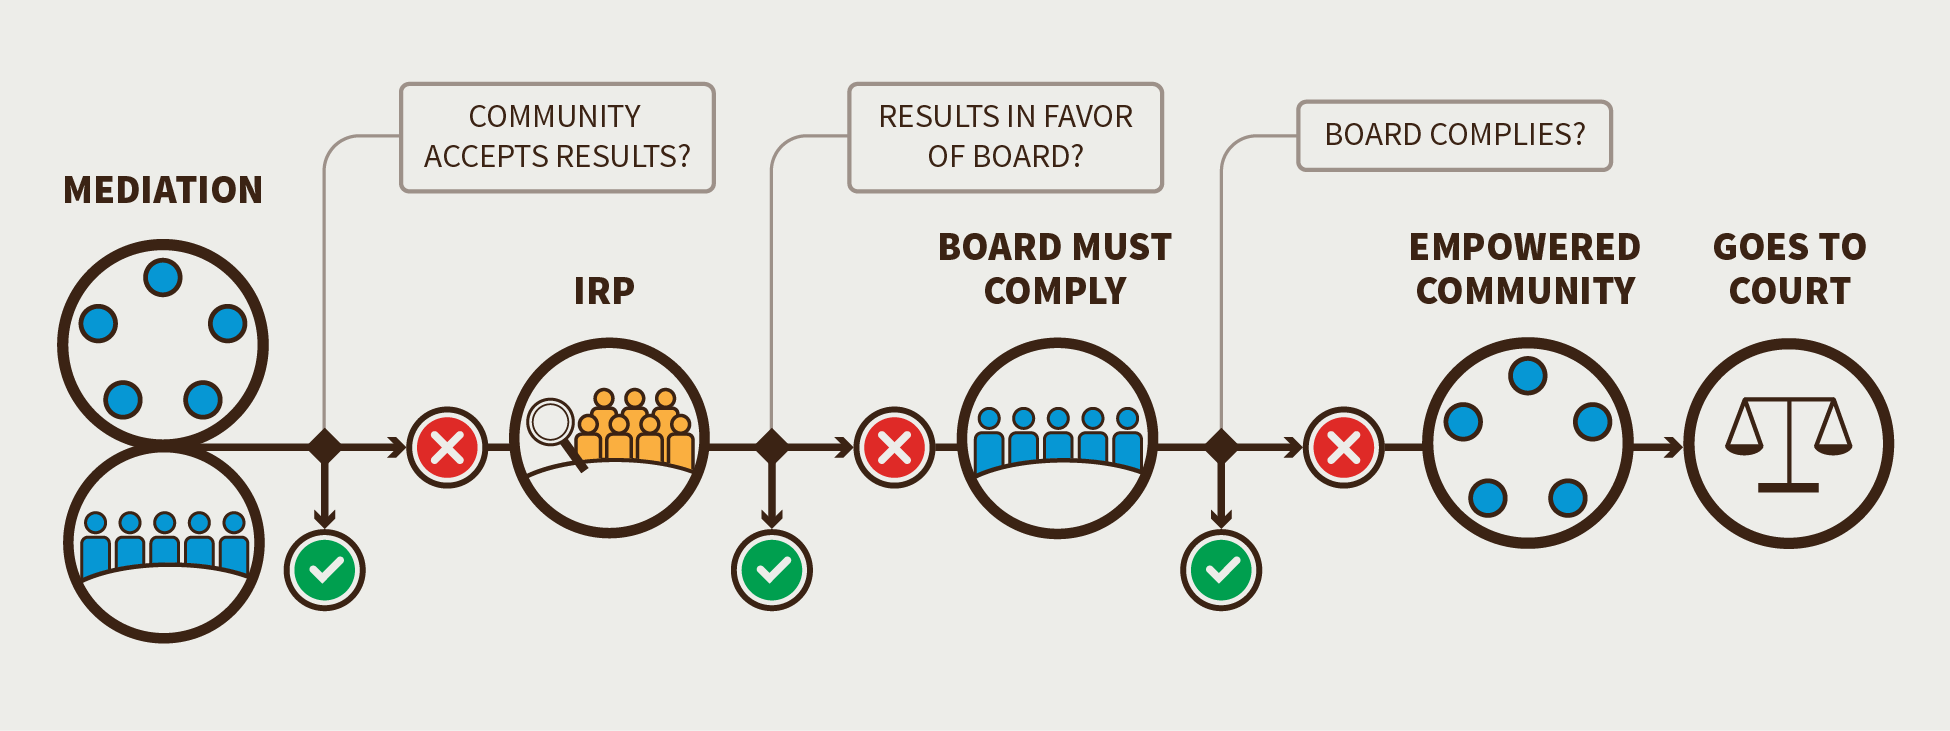 COMMUNITY
ACCEPTS RESULTS?
RESULTS IN FAVOR
OF BOARD?
BOARD COMPLIES?
MEDIATION
IRP
BOARD MUST
COMPLY
EMPOWERED
COMMUNITY
GOES TO
COURT